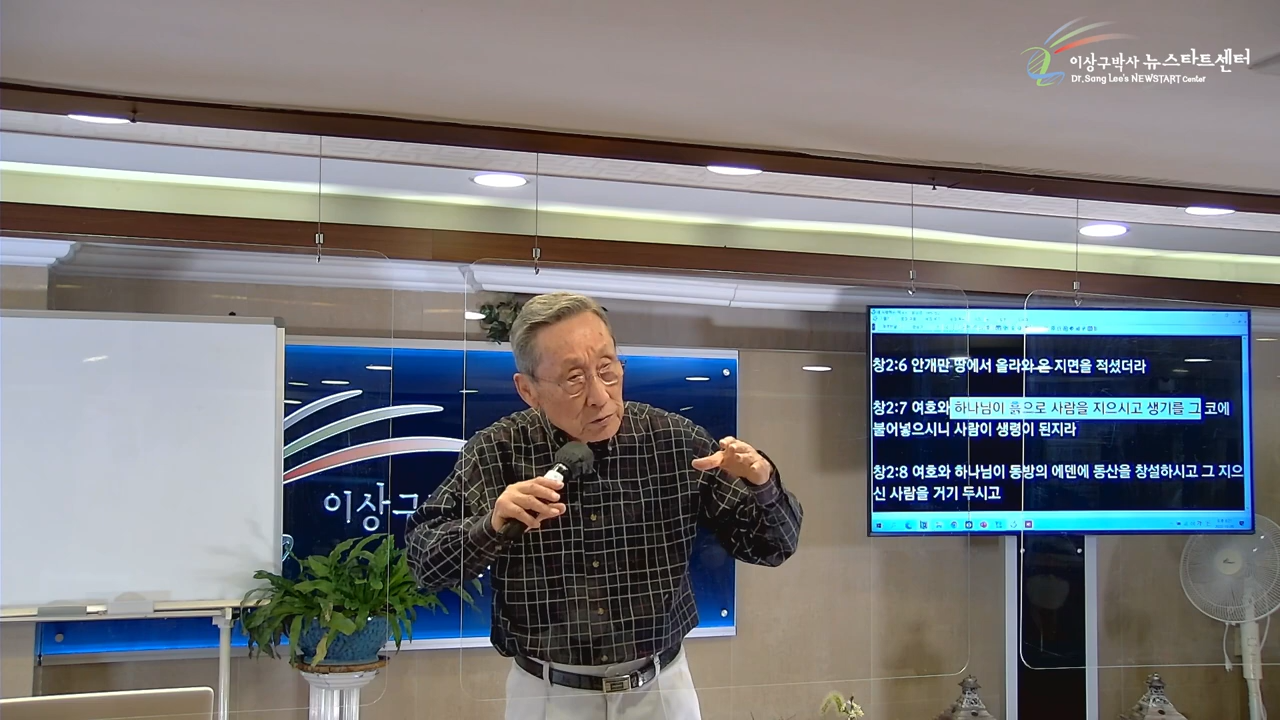 이상구박사 뉴스타트센터
Dr. Sang Lee's NEWSTART Center
창2:6 안개만 땅에서 올라와 온 지면을 적셨더라
창2:7 여호와 하나님이 흙으로 사람을 지으시고 생기를 그 코에
불어넣으시니 사람이 생령이 된지라
창2:8 여호와 하나님이 동방의 에덴에 동산을 창설하시고 그 지으
신 사람을 거기 두시고
이상구